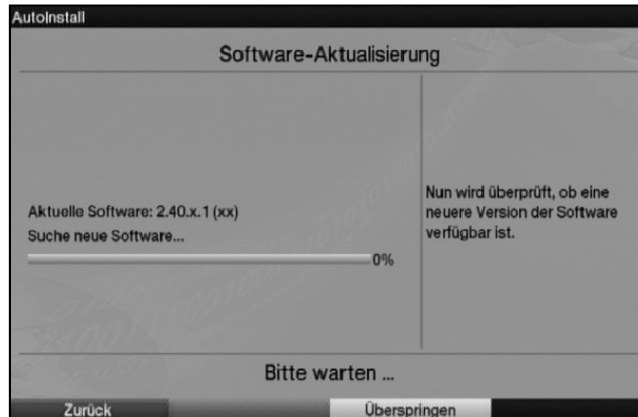 Autoinstall
Software-Aktualisierung
Aktuelle Software: 2.40.x.1 (xx)
Suche neue Software...
0%
Nun wird überprüft, ob eine
neuere Version der Software
verfügbar ist.
Bitte warten ...
Zurück
Überspringen